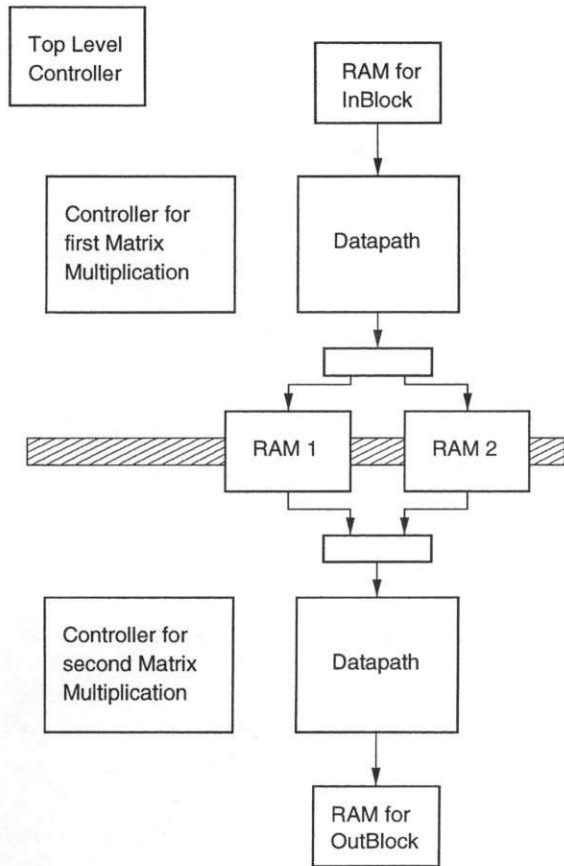 Top Level
Controller
RAM for
InBlock
Controller for
first Matrix
Multiplication
Datapath
RAM 1
RAM 2
Controller for
second Matrix
Multiplication
Datapath
RAM for
OutBlock